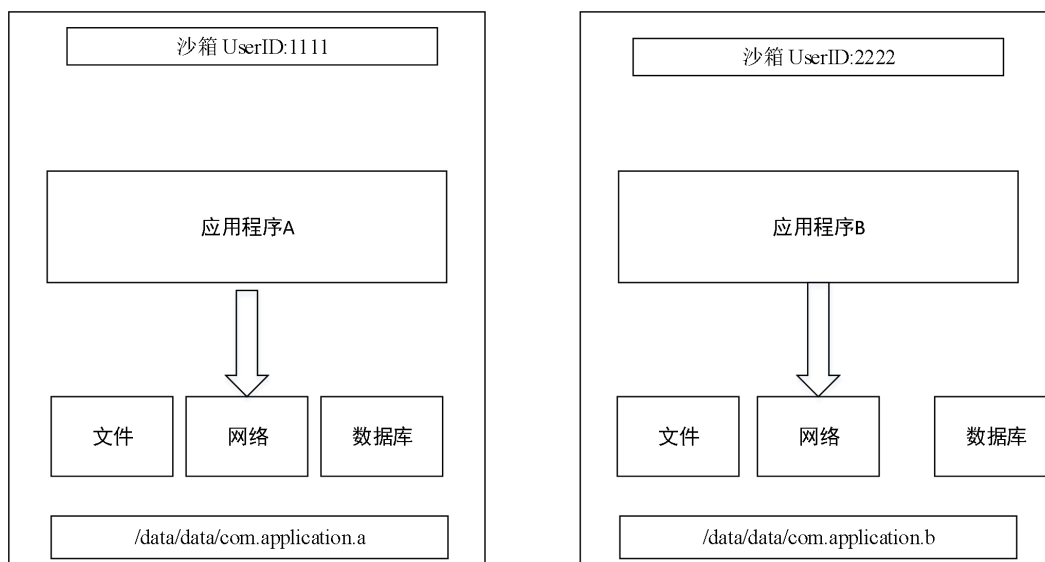 沙箱 UserID:1111
应用程序A
文件
网络
数据库
/data/data/com.application.a
沙箱 UserID:2222
应用程序B
文件
网络
数据库
/data/data/com.application.b